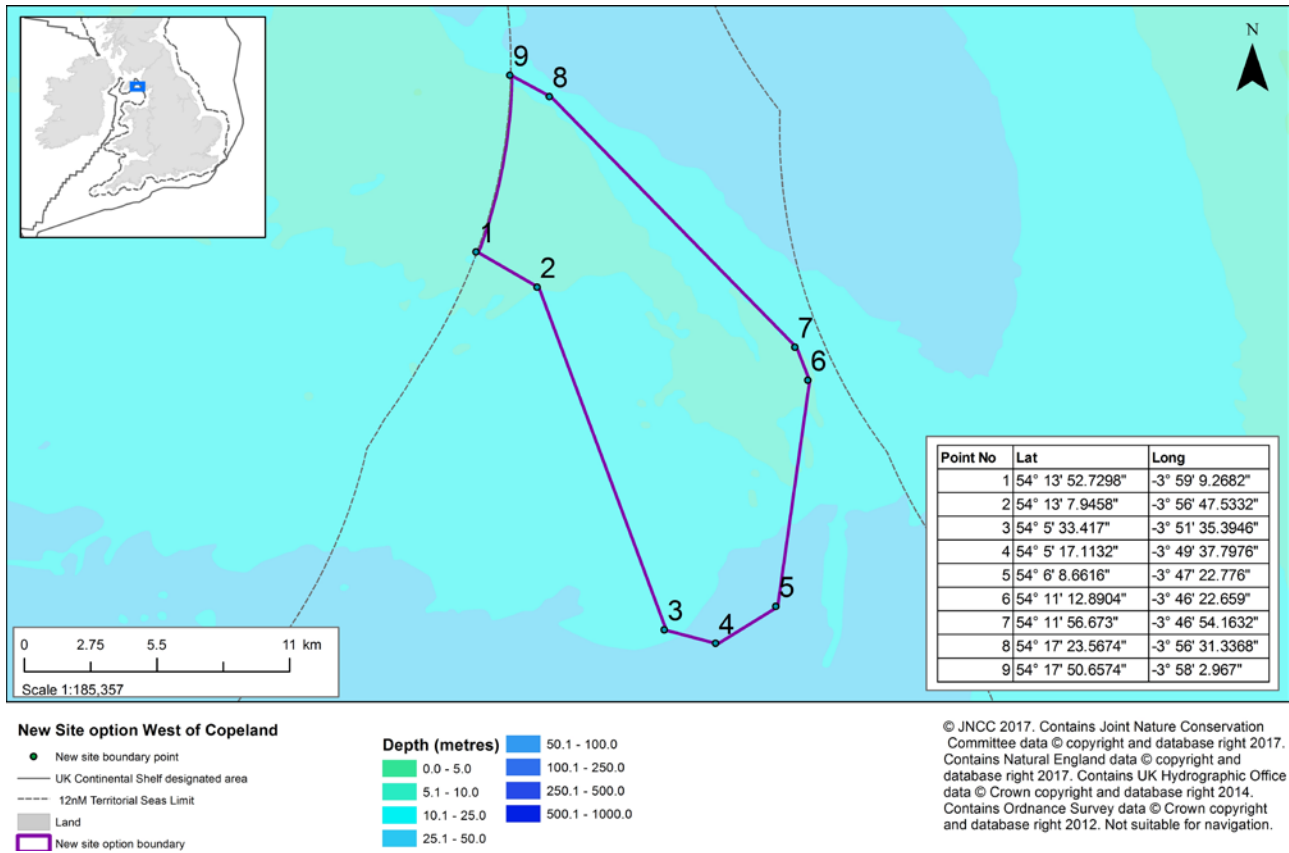 N
9
8
1
2
7
6
3
4
5
Point No Lat Long
1 54° 13' 52.7298" -3° 59' 9.2682"
2 54° 13' 7.9458" -3° 56' 47.5332"
3 54° 5' 33.417" -3° 51' 35.3946"
4 54° 5' 17.1132" -3° 49' 37.7976"
5 54° 6' 8.6616" -3° 47' 22.776"
6 54° 11' 12.8904" -3° 46' 22.659"
7 54° 11' 56.673" -3° 46' 54.1632"
8 54° 17' 23.5674" -3° 56' 31.3368"
9 54° 17' 50.6574" -3° 58' 2.967"
0 2.75 5.5 11 km
Scale 1:185,357
New Site option West of Copeland
New site boundary point
UK Continental Shelf designated area
12nM Territorial Seas Limit
Land
New site option boundary
Depth (metres)
0.0 - 5.0
5.1 - 10.0
10.1 - 25.0
25.1 - 50.0
50.1 - 100.0
100.1 - 250.0
250.1 - 500.0
500.1 - 1000.0
© JNCC 2017. Contains Joint Nature Conservation
Committee data © copyright and database right 2017.
Contains Natural England data © copyright and
database right 2017. Contains UK Hydrographic Office
data © Crown copyright and database right 2014.
Contains Ordnance Survey data © Crown copyright
and database right 2012. Not suitable for navigation.